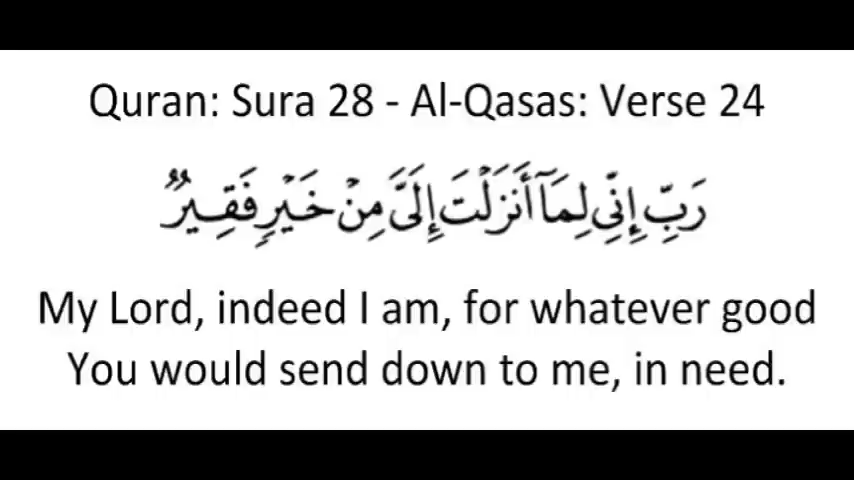 Quran: Sura 28 - Al-Qasas: Verse 24
رَبِّ إِنِّي لِمَآ أَنزَلْتَ إِلَيَّ مِنْ خَيْرٍ فَقِيرٌ
My Lord, indeed I am, for whatever good
You would send down to me, in need.